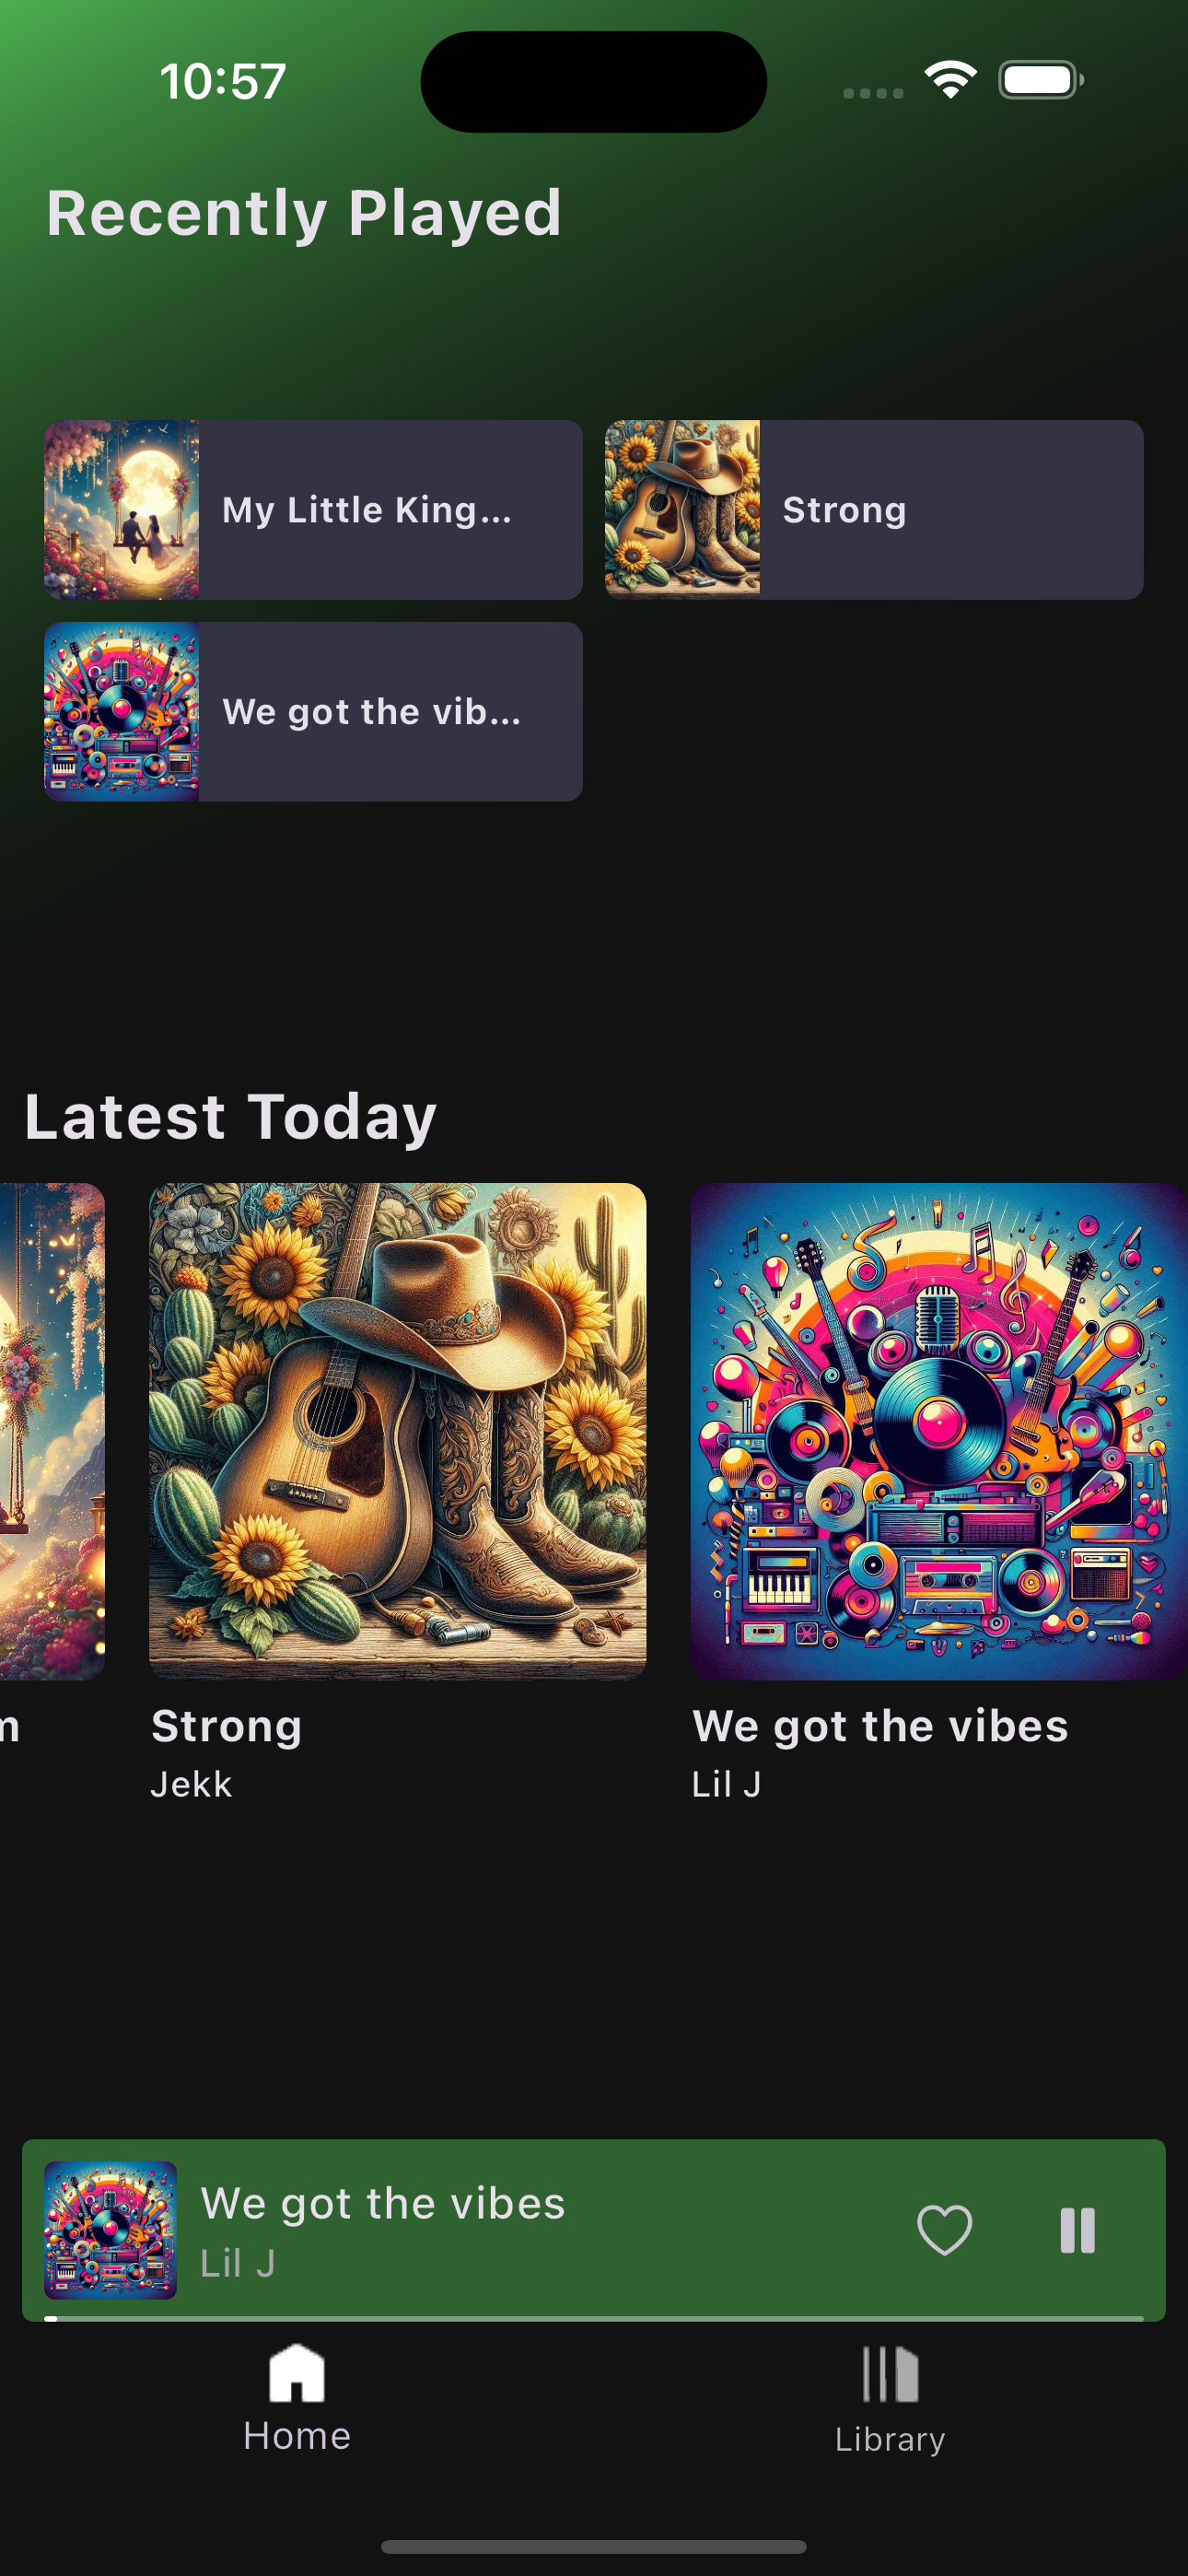 10:57
Recently Played
My Little King...
Strong
We got the vib...
Latest Today
m
Strong
We got the vibes
Jekk
Lil J
We got the vibes
Lil J
Home
Library